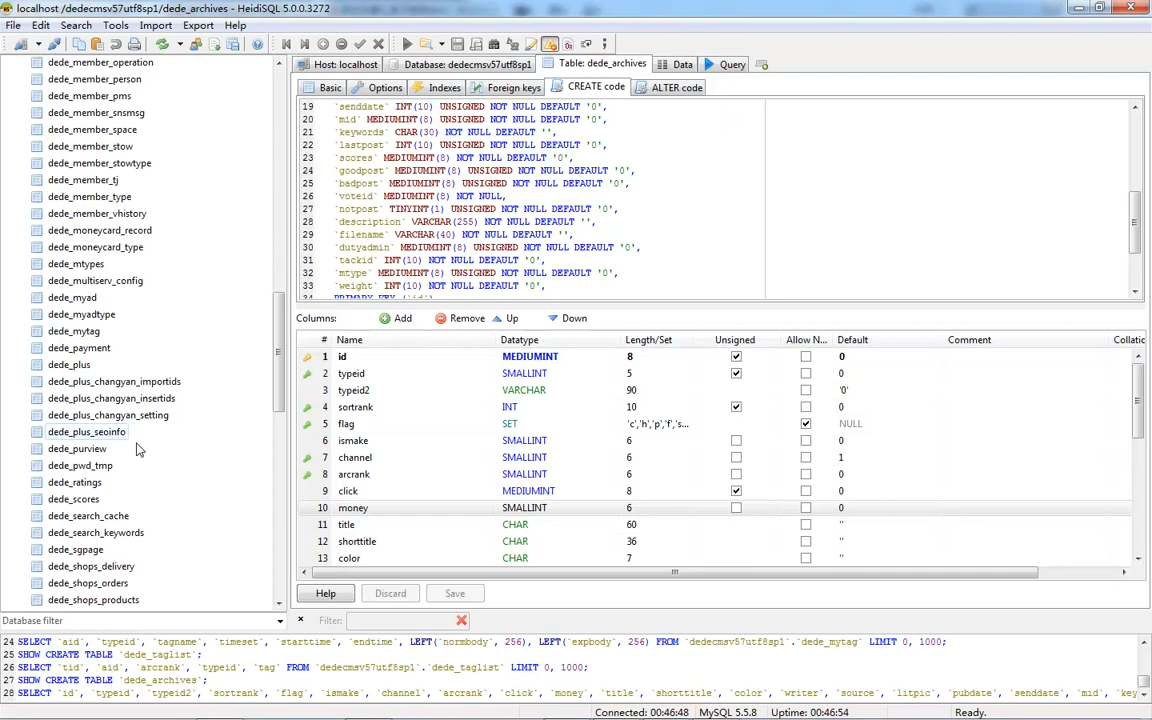 localhost /dedecmsv57utf8sp1/dede_archives - HeidiSQL 5.0.0.3272
File Edit Search Tools Import Export Help
dede_member_operation
dede_member_person
dede_member_pms
dede_member_snsmsg
dede_member_space
dede_member_stow
dede_member_stowtype
dede_member_tj
dede_member_type
dede_member_vhistory
dede_moneycard_record
dede_moneycard_type
dede_mtypes
dede_multiserv_config
dede_myad
dede_myadtype
dede_mytag
dede_payment
dede_plus
dede_plus_changyan_importids
dede_plus_changyan_insertids
dede_plus_changyan_setting
dede_plus_seoinfo
dede_purview
dede_pwd_tmp
dede_ratings
dede_scores
dede_search_cache
dede_search_keywords
dede_sgpage
dede_shops_delivery
dede_shops_orders
dede_shops_products
Host: localhost Database: dedecmsv57utf8sp1 Table: dede_archives Data Query
Basic Options Indexes Foreign keys CREATE code ALTER code
19 `senddate` INT(10) UNSIGNED NOT NULL DEFAULT '0',
20 `mid` MEDIUMINT(8) UNSIGNED NOT NULL DEFAULT '0',
21 `keywords` CHAR(30) NOT NULL DEFAULT '',
22 `lastpost` INT(10) UNSIGNED NOT NULL DEFAULT '0',
23 `scores` MEDIUMINT(8) NOT NULL DEFAULT '0',
24 `goodpost` MEDIUMINT(8) UNSIGNED NOT NULL DEFAULT '0',
25 `badpost` MEDIUMINT(8) UNSIGNED NOT NULL DEFAULT '0',
26 `voteid` MEDIUMINT(8) NOT NULL,
27 `notpost` TINYINT(1) UNSIGNED NOT NULL DEFAULT '0',
28 `description` VARCHAR(255) NOT NULL DEFAULT '',
29 `filename` VARCHAR(40) NOT NULL DEFAULT '',
30 `dutyadmin` MEDIUMINT(8) UNSIGNED NOT NULL DEFAULT '0',
31 `tackid` INT(10) NOT NULL DEFAULT '0',
32 `mtype` MEDIUMINT(8) UNSIGNED NOT NULL DEFAULT '0',
33 `weight` INT(10) NOT NULL DEFAULT '0',
34 PRIMARY KEY (`id`),
Columns: Add Remove Up Down
# Name Datatype Length/Set Unsigned Allow N... Default Comment Collatic
1 id MEDIUMINT 8 0
2 typeid SMALLINT 5 0
3 typeid2 VARCHAR 90 '0'
4 sortrank INT 10 0
5 flag SET 'c','h','p','f','s... NULL
6 ismake SMALLINT 6 0
7 channel SMALLINT 6 1
8 arcrank SMALLINT 6 0
9 click MEDIUMINT 8 0
10 money SMALLINT 6 0
11 title CHAR 60 ''
12 shorttitle CHAR 36 ''
13 color CHAR 7 ''
Help Discard Save
Database filter Filter:
24 SELECT `aid`, `typeid`, `tagname`, `timeset`, `starttime`, `endtime`, LEFT(`normbody`, 256), LEFT(`expbody`, 256) FROM `dedecmsv57utf8sp1`.`dede_mytag` LIMIT 0, 1000;
25 SHOW CREATE TABLE `dede_taglist`;
26 SELECT `tid`, `aid`, `arcrank`, `typeid`, `tag` FROM `dedecmsv57utf8sp1`.`dede_taglist` LIMIT 0, 1000;
27 SHOW CREATE TABLE `dede_archives`;
28 SELECT `id`, `typeid`, `typeid2`, `sortrank`, `flag`, `ismake`, `channel`, `arcrank`, `click`, `money`, `title`, `shorttitle`, `color`, `writer`, `source`, `litpic`, `pubdate`, `senddate`, `mid`, `key
Connected: 00:46:48 MySQL 5.5.8 Uptime: 00:46:54 Ready.